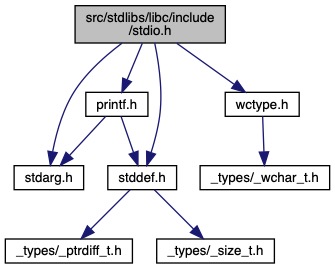 src/stdlibs/libc/include
/stdio.h
printf.h
wctype.h
stdarg.h
stddef.h
_types/_wchar_t.h
_types/_ptrdiff_t.h
_types/_size_t.h